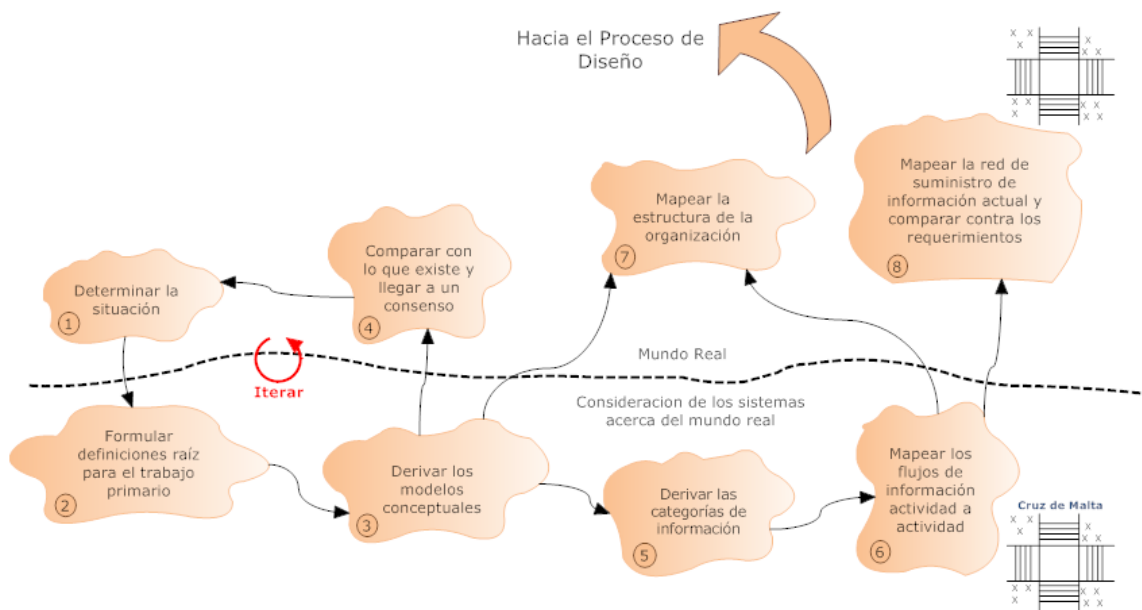 Hacia el Proceso de
Diseño
X X
X
X
X
X X
X
X X
X X
Mapear la red de
suministro de
información actual y
comparar contra los
requerimientos
8
Mapear la
estructura de la
organización
7
Comparar con
lo que existe y
llegar a un
consenso
4
Determinar la
situación
1
Iterar
Mundo Real
Consideracion de los sistemas
acerca del mundo real
Formular
definiciones raíz
para el trabajo
primario
2
Derivar los
modelos
conceptuales
3
Derivar las
categorías de
información
5
Mapear los
flujos de
información
actividad a
actividad
6
Cruz de Malta
X X
X
X
X
X X
X
X X
X X